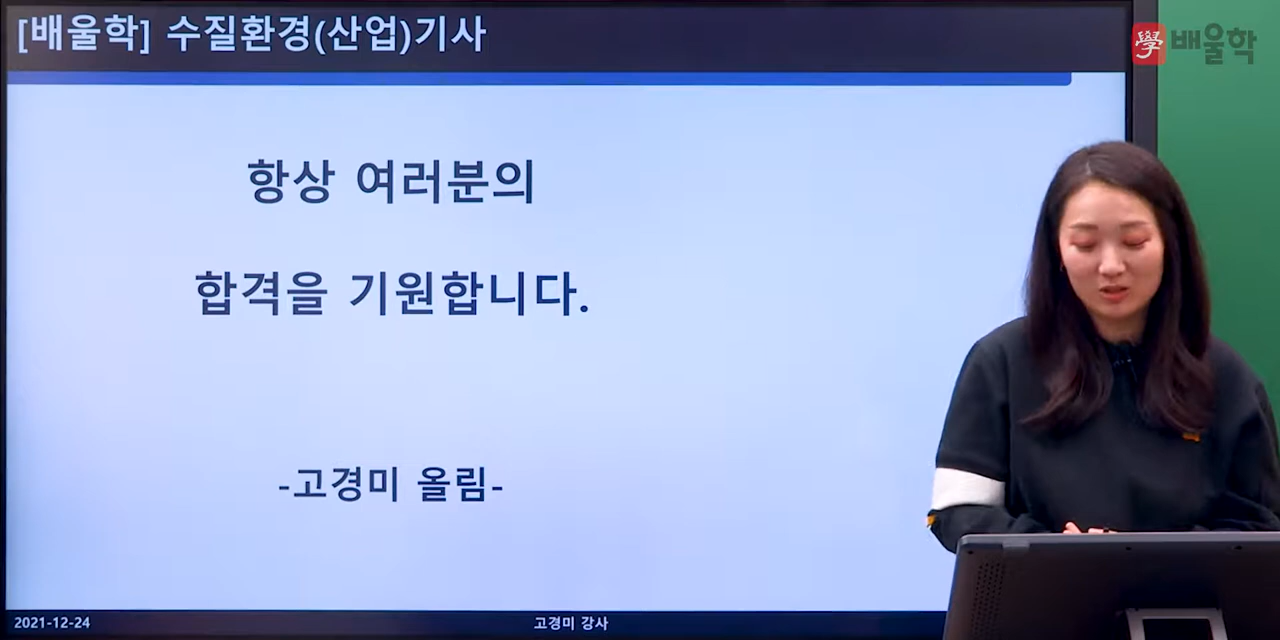 [배울학] 수질환경(산업)기사
學 배울학
항상 여러분의
합격을 기원합니다.
-고경미 올림-
2021-12-24
고경미 강사